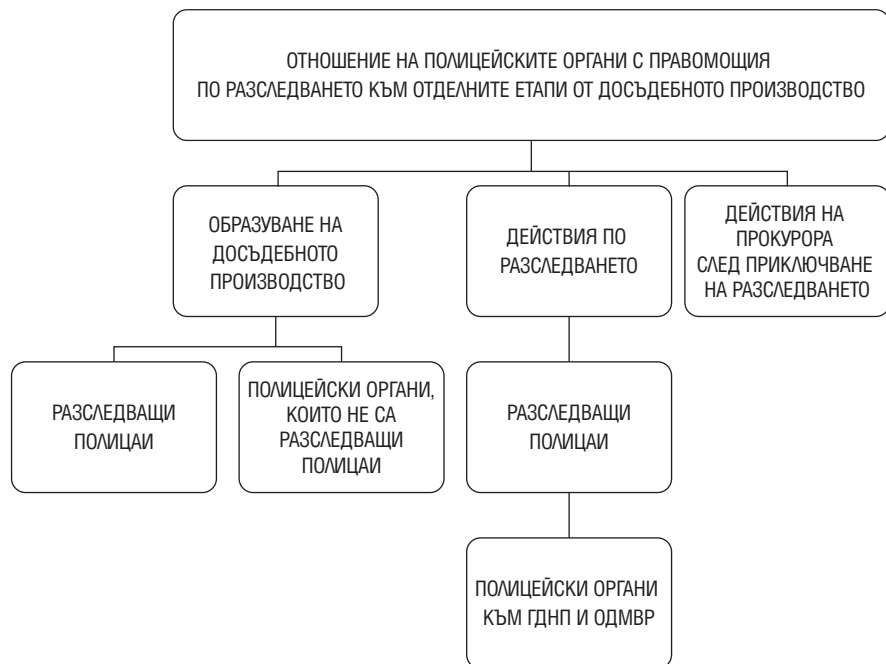 ОТНОШЕНИЕ НА ПОЛИЦЕЙСКИТЕ ОРГАНИ С ПРАВОМОЩИЯ
ПО РАЗСЛЕДВАНЕТО КЪМ ОТДЕЛНИТЕ ЕТАПИ ОТ ДОСЪДЕБНОТО ПРОИЗВОДСТВО
ОБРАЗУВАНЕ НА
ДОСЪДЕБНОТО
ПРОИЗВОДСТВО
ДЕЙСТВИЯ ПО
РАЗСЛЕДВАНЕТО
ДЕЙСТВИЯ НА
ПРОКУРОРА
СЛЕД ПРИКЛЮЧВАНЕ
НА РАЗСЛЕДВАНЕТО
РАЗСЛЕДВАЩИ
ПОЛИЦАИ
ПОЛИЦЕЙСКИ ОРГАНИ,
КОИТО НЕ СА
РАЗСЛЕДВАЩИ
ПОЛИЦАИ
РАЗСЛЕДВАЩИ
ПОЛИЦАИ
ПОЛИЦЕЙСКИ ОРГАНИ
КЪМ ГДНП И ОДМВР